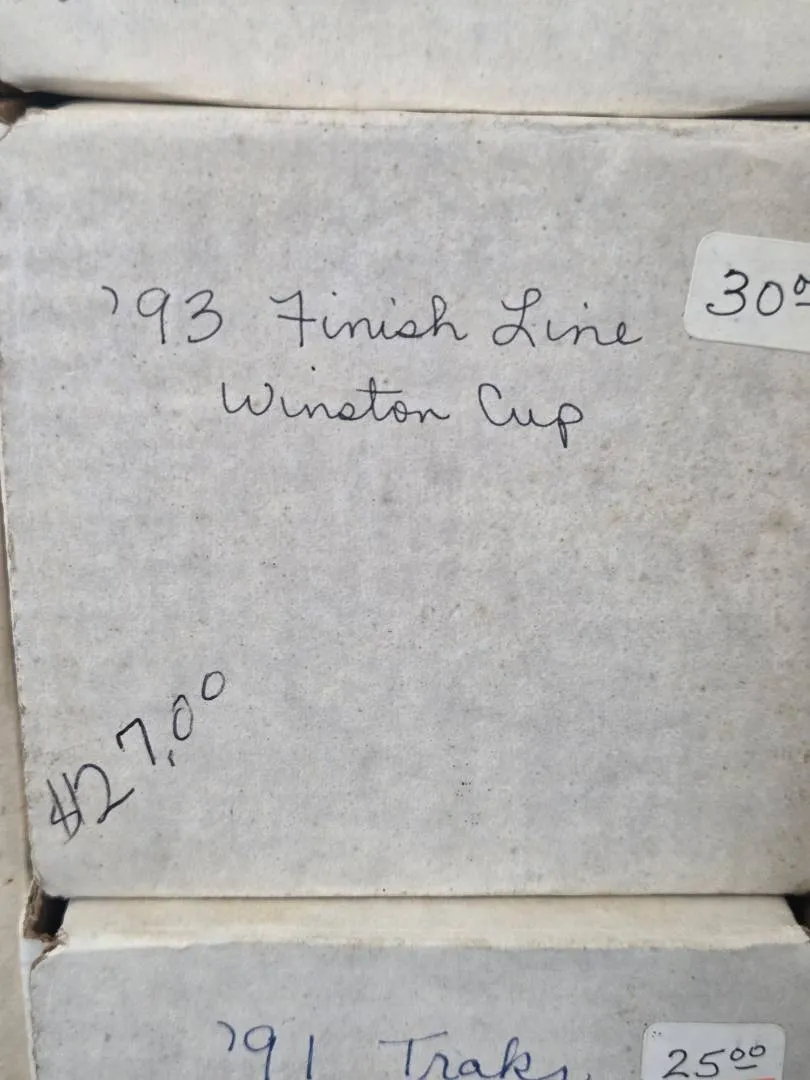 '93 Finish Line
30⁰⁰
Winston Cup
$27.00
'91 Traks
25⁰⁰